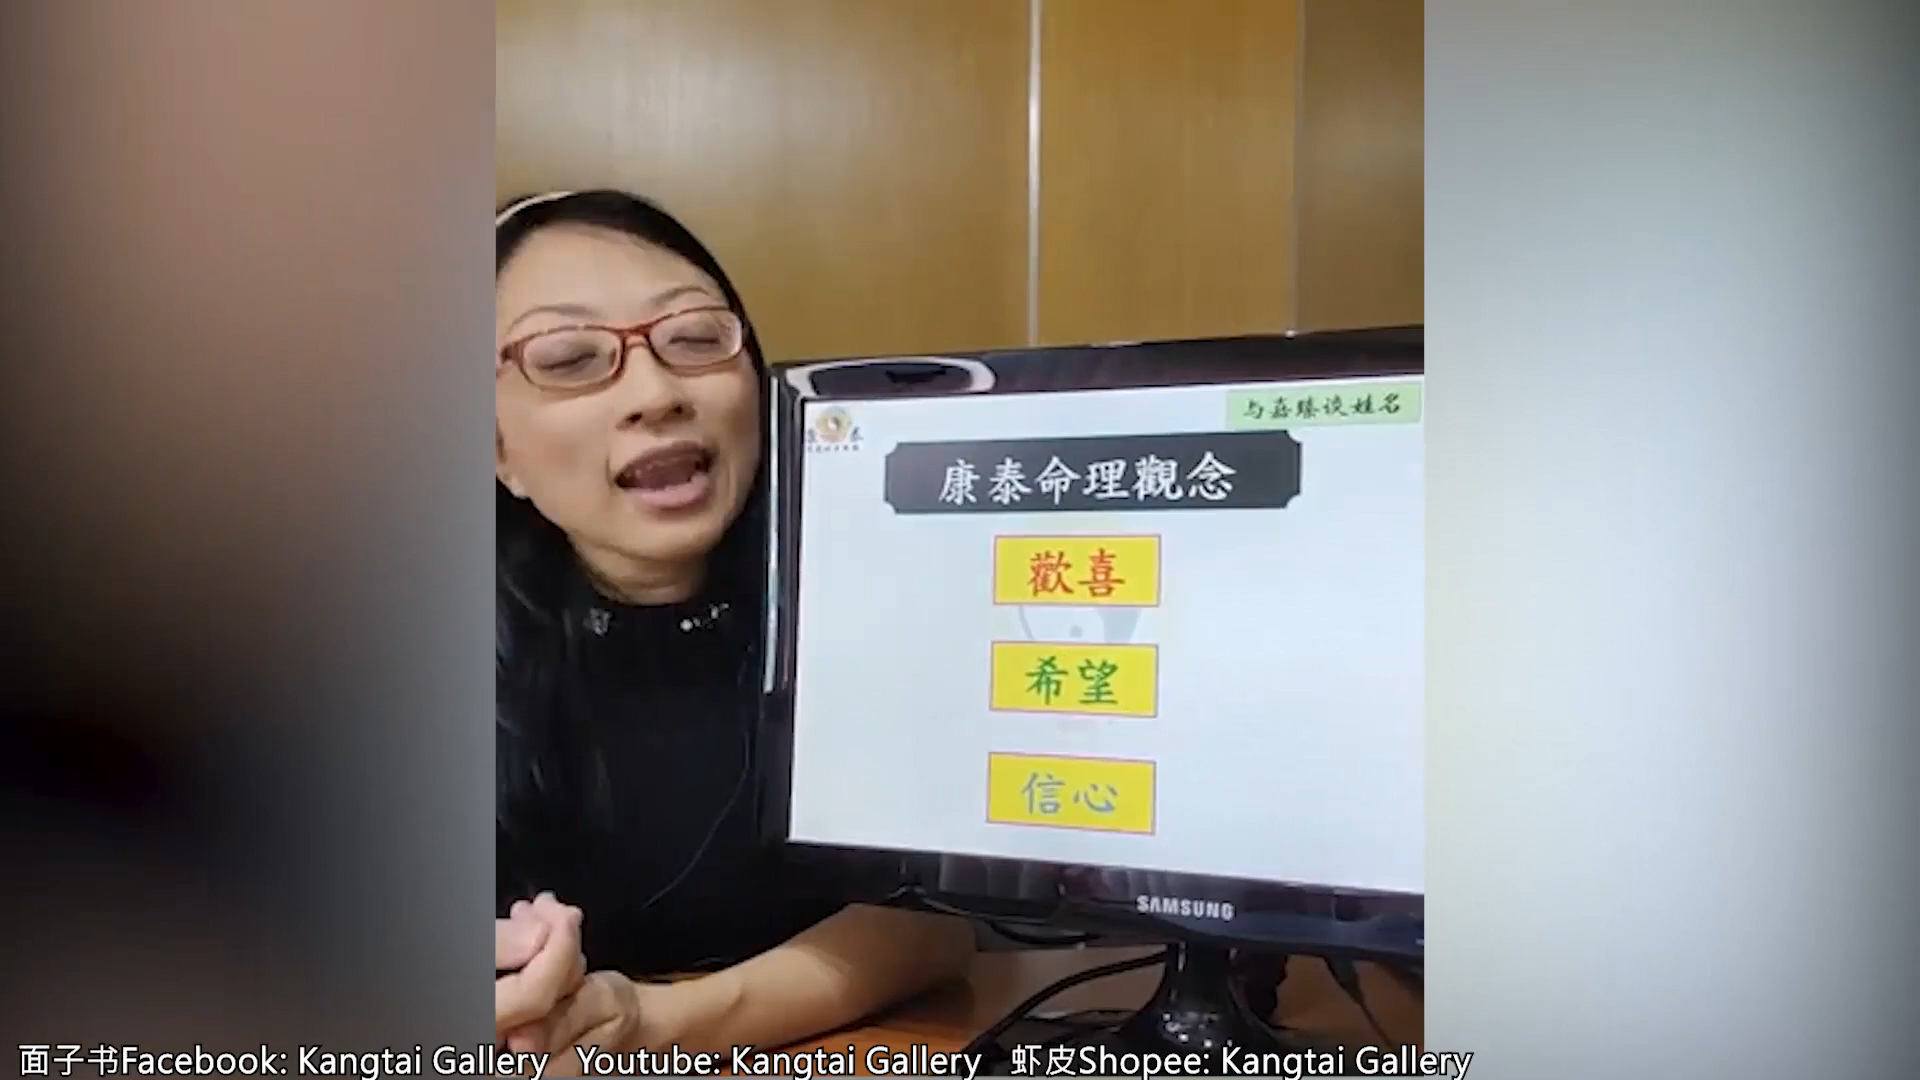 与嘉臻谈姓名
康泰命理觀念
歡喜
希望
信心
SAMSUNG
面子书Facebook: Kangtai Gallery Youtube: Kangtai Gallery 虾皮Shopee: Kangtai Gallery